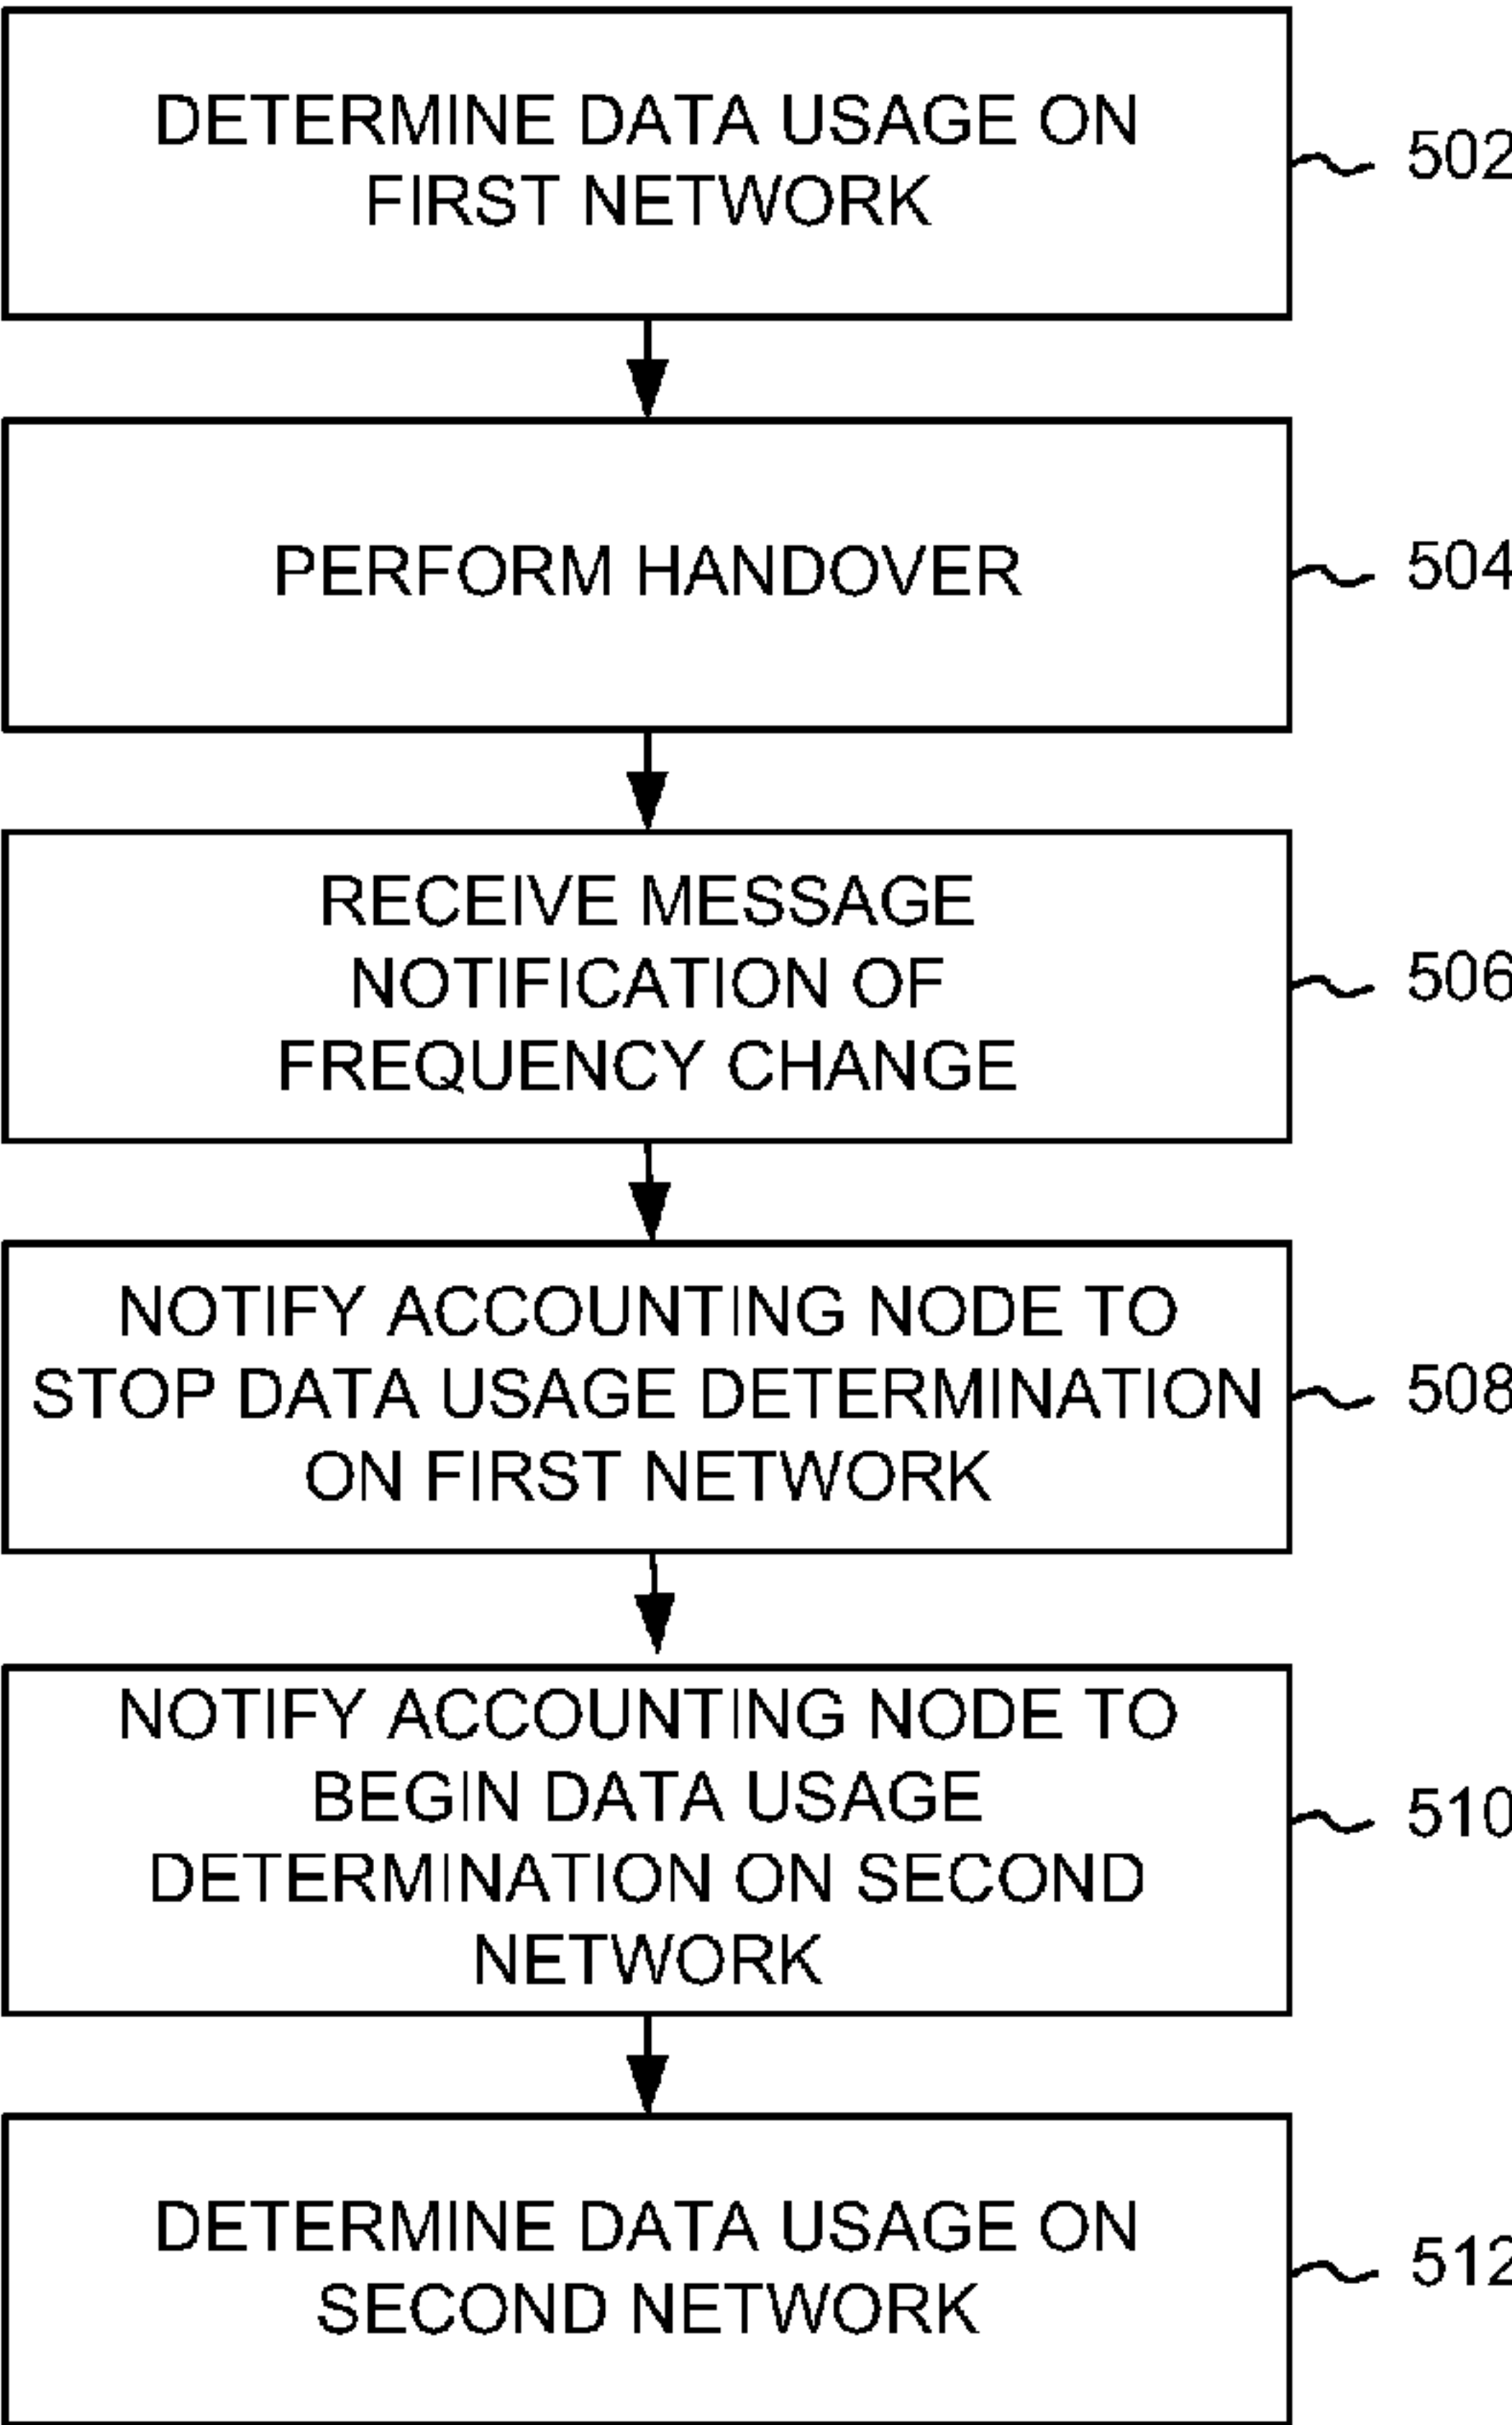 DETERMINE DATA USAGE ON
FIRST NETWORK
502
PERFORM HANDOVER
504
RECEIVE MESSAGE
NOTIFICATION OF
FREQUENCY CHANGE
506
NOTIFY ACCOUNTING NODE TO
STOP DATA USAGE DETERMINATION
ON FIRST NETWORK
508
NOTIFY ACCOUNTING NODE TO
BEGIN DATA USAGE
DETERMINATION ON SECOND
NETWORK
510
DETERMINE DATA USAGE ON
SECOND NETWORK
512